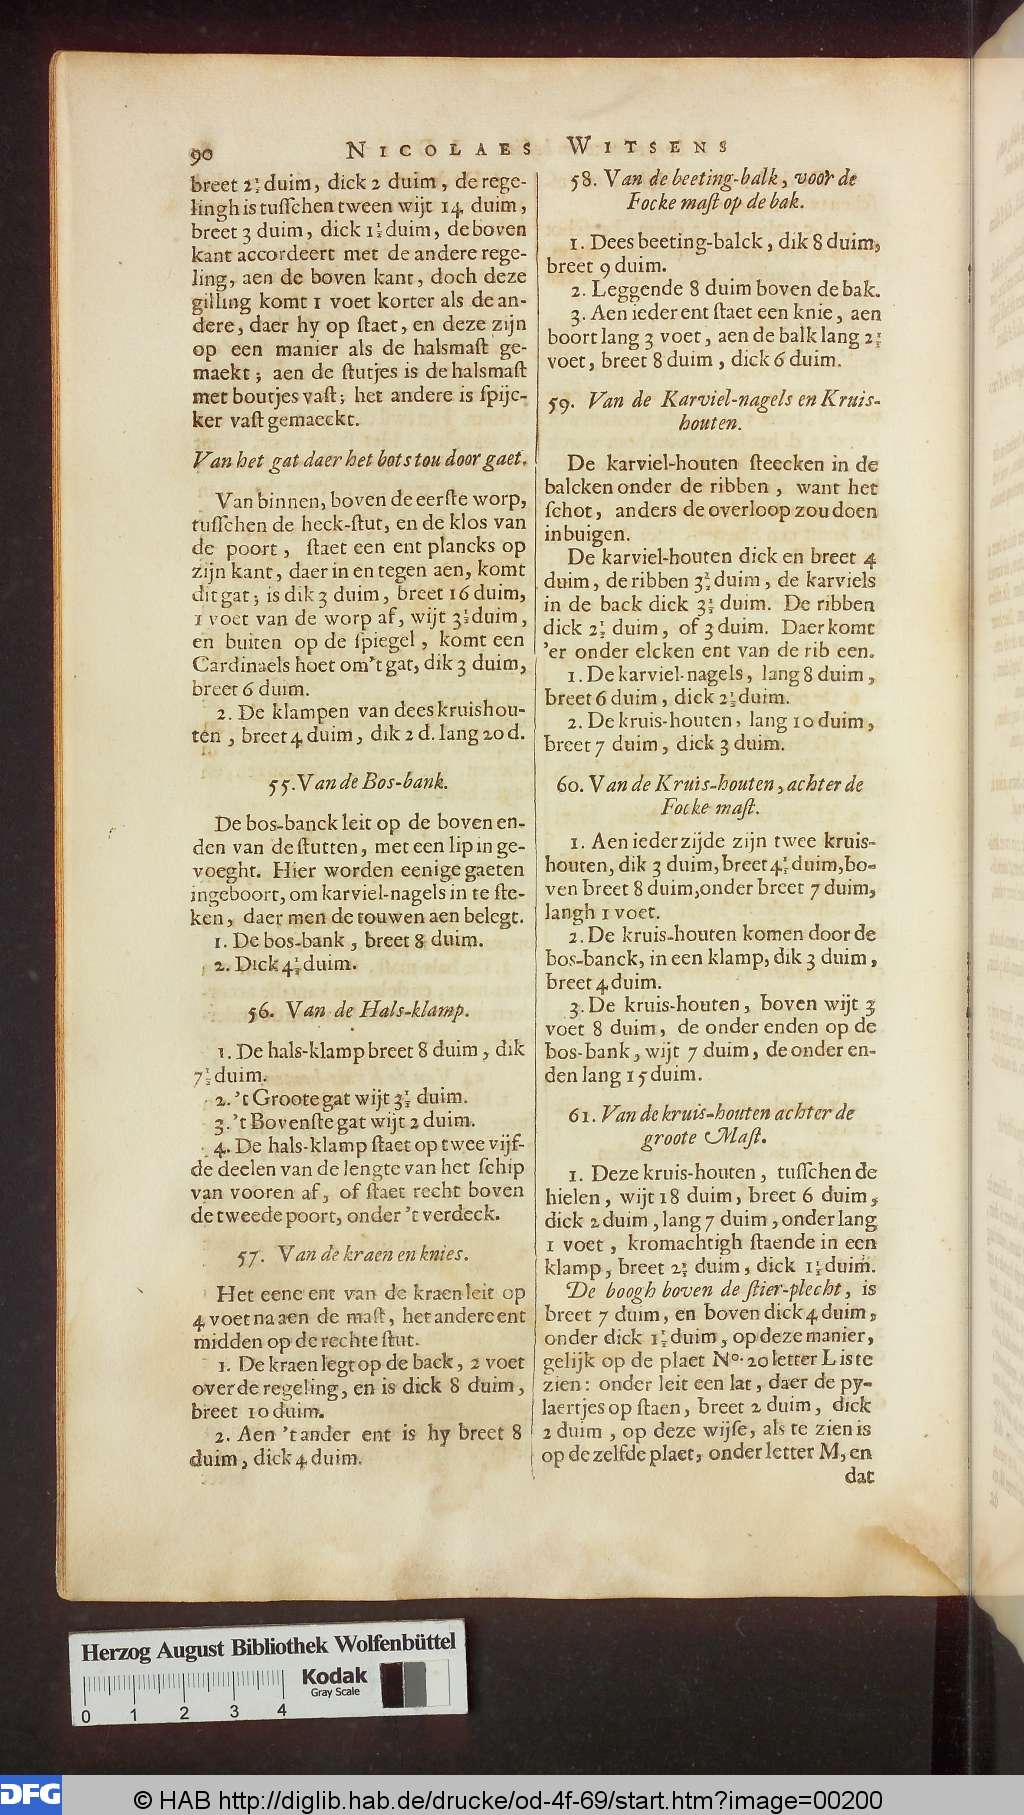 90 NICOLAES WITSENS
breet 2½ duim, dick 2 duim, de rege-
lingh is tusschen tween wijt 14 duim,
breet 3 duim, dick 1½ duim, de boven
kant accordeert met de andere rege-
ling, aen de boven kant, doch deze
gilling komt 1 voet korter als de an-
dere, daer hy op staet, en deze zijn
op een manier als de halsmast ge-
maekt; aen de stutjes is de halsmast
met boutjes vast; het andere is spijc-
ker vast gemaeckt.
Van het gat daer het bots tou door gaet.
Van binnen, boven de eerste worp,
tusschen de heck-stut, en de klos van
de poort, staet een ent plancks op
zijn kant, daer in en tegen aen, komt
dit gat; is dik 3 duim, breet 16 duim,
1 voet van de worp af, wijt 3½ duim,
en buiten op de spiegel, komt een
Cardinaels hoet om't gat, dik 3 duim,
breet 6 duim.
2. De klampen van dees kruishou-
ten, breet 4 duim, dik 2 d. lang 20 d.
55. Van de Bos-bank.
De bos-banck leit op de boven en-
den van de stutten, met een lip in ge-
voeght. Hier worden eenige gaeten
ingeboort, om karviel-nagels in te ste-
ken, daer men de touwen aen belegt.
1. De bos-bank, breet 8 duim.
2. Dick 4½ duim.
56. Van de Hals-klamp.
1. De hals-klamp breet 8 duim, dik
7½ duim.
2. 't Groote gat wijt 3½ duim.
3. 't Bovenste gat wijt 2 duim.
4. De hals-klamp staet op twee vijf-
de deelen van de lengte van het schip
van vooren af, of staet recht boven
de tweede poort, onder 't verdeck.
57. Van de kraen en knies.
Het eene ent van de kraen leit op
4 voet na aen de mast, het andere ent
midden op de rechte stut.
1. De kraen legt op de back, 2 voet
over de regeling, en is dick 8 duim,
breet 10 duim.
2. Aen 't ander ent is hy breet 8
duim, dick 4 duim.
58. Van de beeting-balk, voor de
Focke mast op de bak.
1. Dees beeting-balck, dik 8 duim,
breet 9 duim.
2. Leggende 8 duim boven de bak.
3. Aen ieder ent staet een knie, aen
boort lang 3 voet, aen de balk lang 2½
voet, breet 8 duim, dick 6 duim.
59. Van de Karviel-nagels en Kruis-
houten.
De karviel-houten steecken in de
balcken onder de ribben, want het
schot, anders de overloop zou doen
inbuigen.
De karviel-houten dick en breet 4
duim, de ribben 3½ duim, de karviels
in de back dick 3½ duim. De ribben
dick 2½ duim, of 3 duim. Daer komt
'er onder elcken ent van de rib een.
1. De karviel-nagels, lang 8 duim,
breet 6 duim, dick 2½ duim.
2. De kruis-houten, lang 10 duim,
breet 7 duim, dick 3 duim.
60. Van de Kruis-houten, achter de
Focke mast.
1. Aen ieder zijde zijn twee kruis-
houten, dik 3 duim, breet 4½ duim, bo-
ven breet 8 duim, onder breet 7 duim,
langh 1 voet.
2. De kruis-houten komen door de
bos-banck, in een klamp, dik 3 duim,
breet 4 duim.
3. De kruis-houten, boven wijt 3
voet 8 duim, de onder enden op de
bos-bank, wijt 7 duim, de onder en-
den lang 15 duim.
61. Van de kruis-houten achter de
groote Mast.
1. Deze kruis-houten, tusschen de
hielen, wijt 18 duim, breet 6 duim,
dick 2 duim, lang 7 duim, onder lang
1 voet, kromachtigh staende in een
klamp, breet 2½ duim, dick 1½ duim.
De boogh boven de stier-plecht, is
breet 7 duim, en boven dick 4 duim,
onder dick 1½ duim, op deze manier,
gelijk op de plaet No. 20 letter L is te
zien: onder leit een lat, daer de py-
laertjes op staen, breet 2 duim, dick
2 duim, op deze wijse, als te zien is
op de zelfde plaet, onder letter M, en
dat
Herzog August Bibliothek Wolfenbüttel
Kodak
Gray Scale
0 1 2 3 4
DFG © HAB http://diglib.hab.de/drucke/od-4f-69/start.htm?image=00200